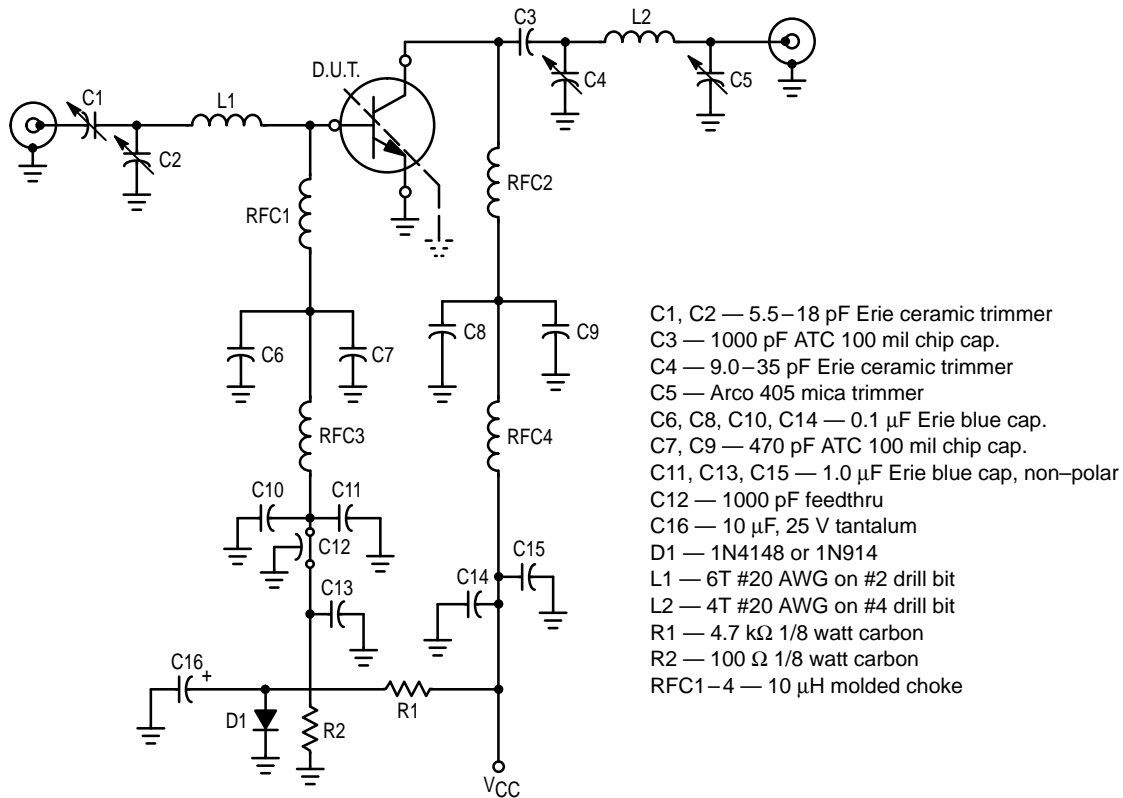 C3
L2
D.U.T.
C4
C5
C1
L1
C2
RFC1
RFC2
C6
C7
C8
C9
RFC3
RFC4
C10
C11
C12
C15
C13
C14
C16
+
R1
D1
R2
VCC
C1, C2 — 5.5–18 pF Erie ceramic trimmer
C3 — 1000 pF ATC 100 mil chip cap.
C4 — 9.0–35 pF Erie ceramic trimmer
C5 — Arco 405 mica trimmer
C6, C8, C10, C14 — 0.1 μF Erie blue cap.
C7, C9 — 470 pF ATC 100 mil chip cap.
C11, C13, C15 — 1.0 μF Erie blue cap, non–polar
C12 — 1000 pF feedthru
C16 — 10 μF, 25 V tantalum
D1 — 1N4148 or 1N914
L1 — 6T #20 AWG on #2 drill bit
L2 — 4T #20 AWG on #4 drill bit
R1 — 4.7 kΩ 1/8 watt carbon
R2 — 100 Ω 1/8 watt carbon
RFC1–4 — 10 μH molded choke